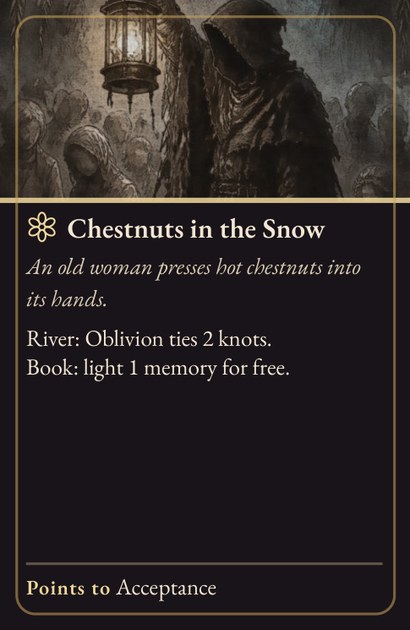 Chestnuts in the Snow
An old woman presses hot chestnuts into
its hands.
River: Oblivion ties 2 knots.
Book: light 1 memory for free.
Points to Acceptance